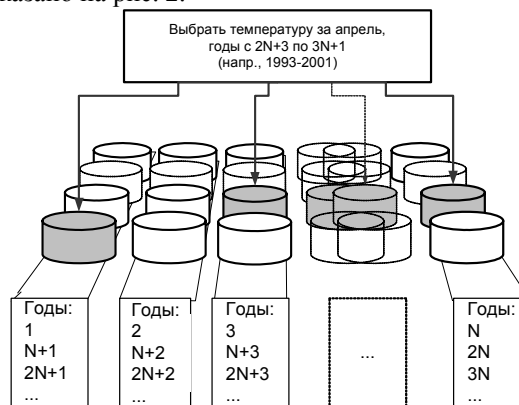 казано на рис. 2.
Выбрать температуру за апрель,
годы с 2N+3 по 3N+1
(напр., 1993-2001)
Годы:
1
N+1
2N+1
...
Годы:
2
N+2
2N+2
...
Годы:
3
N+3
2N+3
...
...
Годы:
N
2N
3N
...